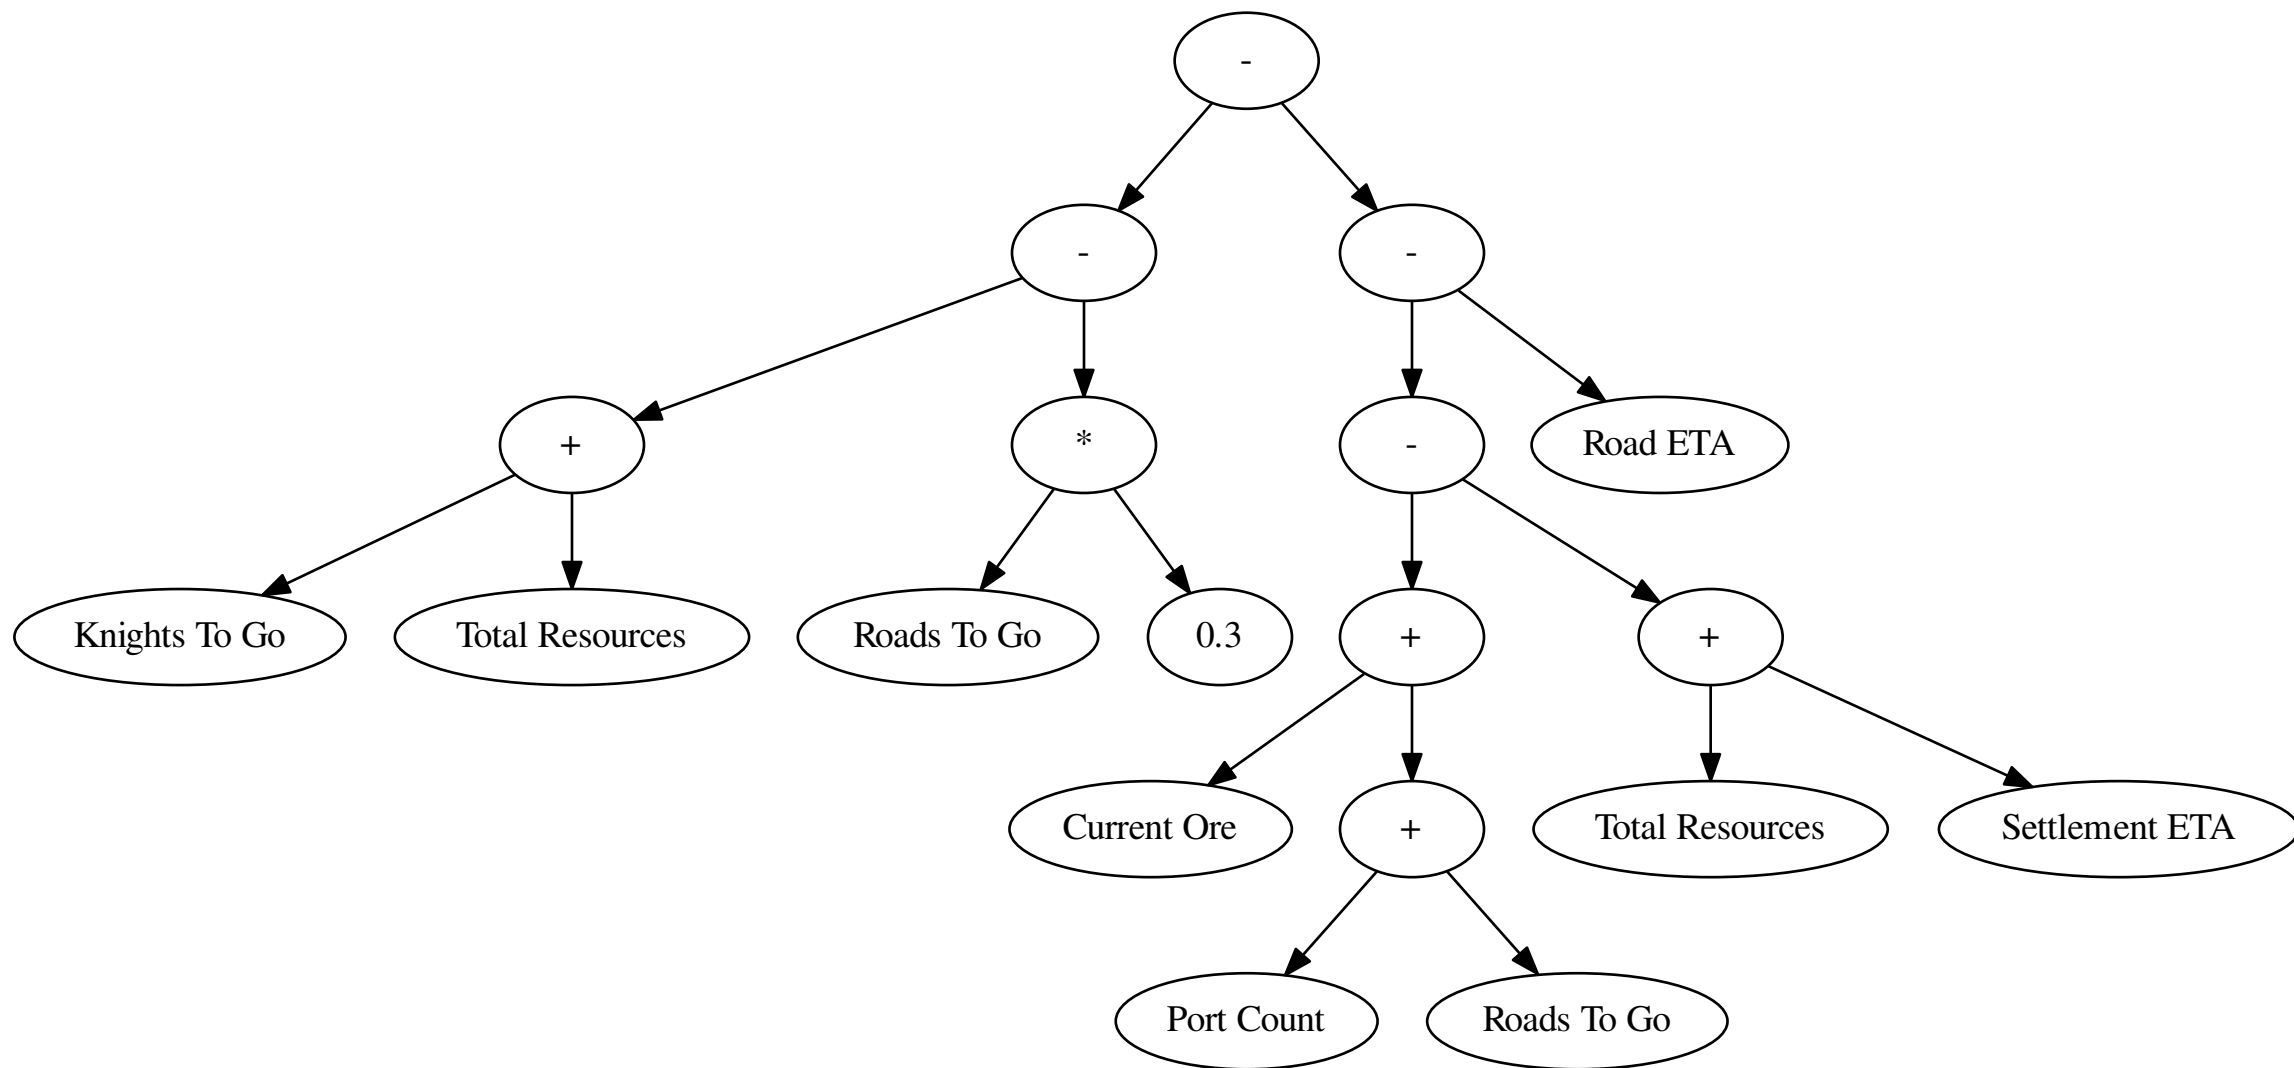 -
-
-
+
*
-
Road ETA
Knights To Go
Total Resources
Roads To Go
0.3
+
+
Current Ore
+
Total Resources
Settlement ETA
Port Count
Roads To Go